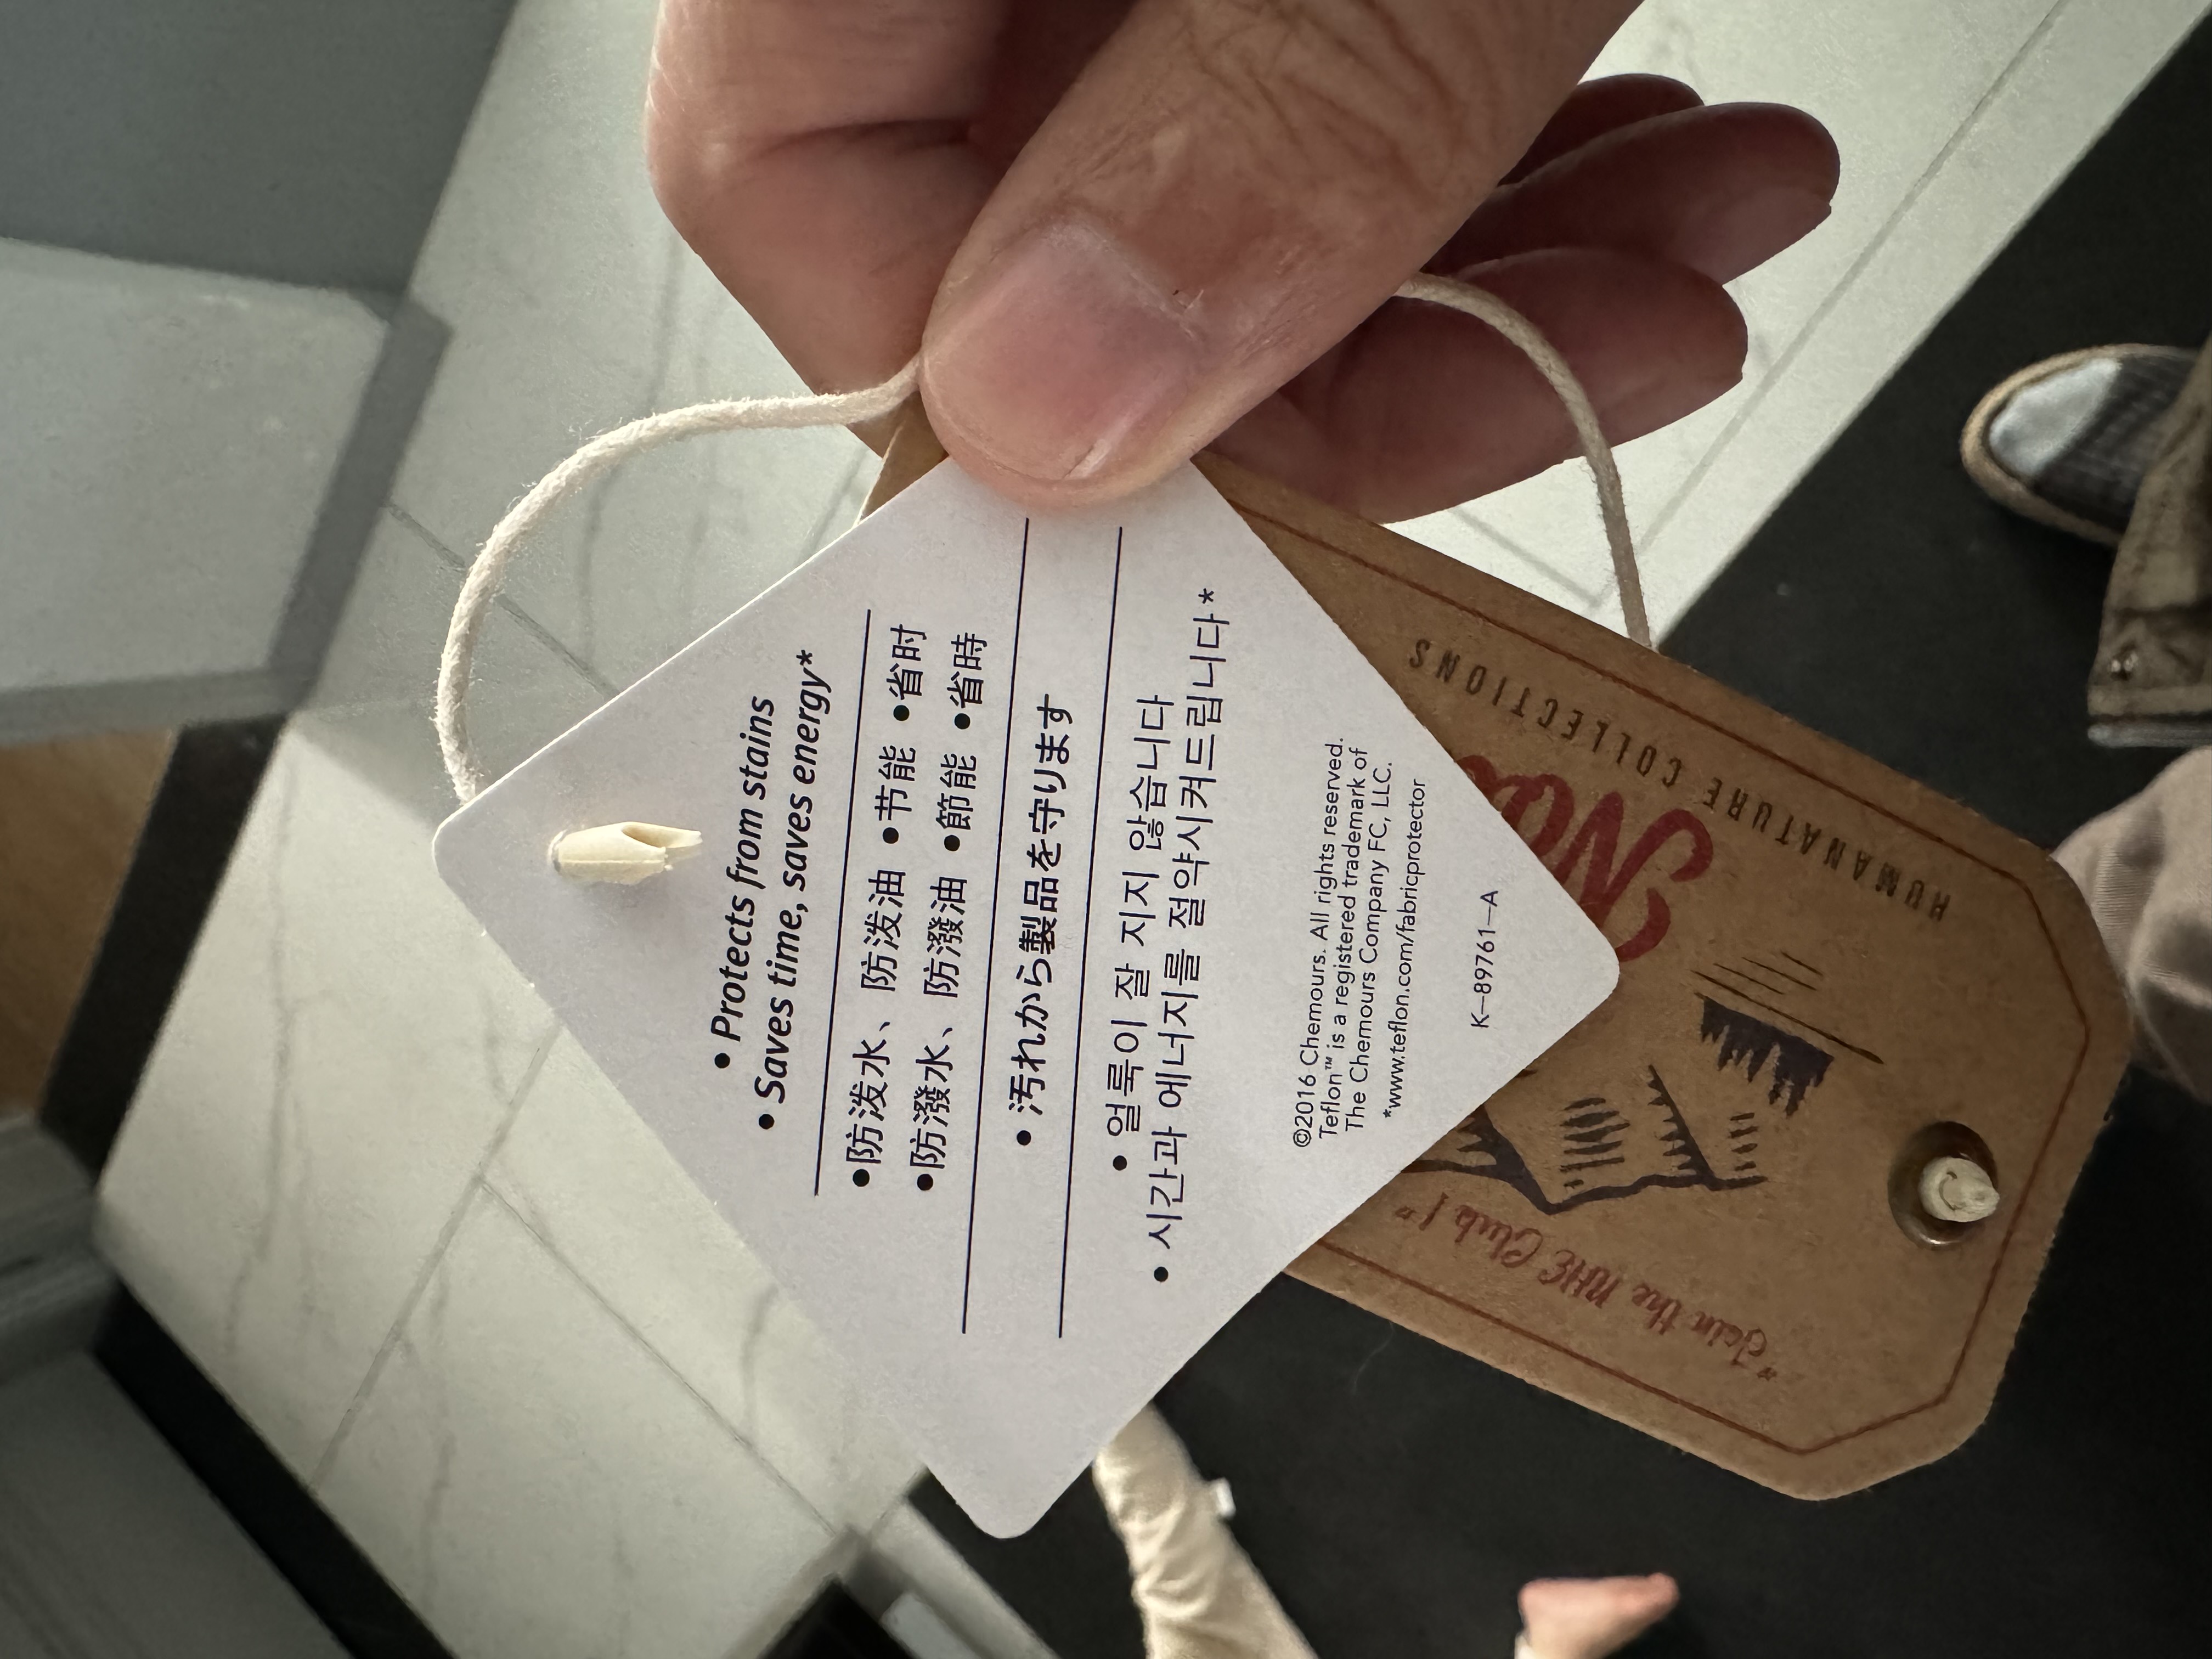 • Protects from stains
• Saves time, saves energy*
●防泼水、防泼油 ●节能 ●省时
●防潑水、防潑油 ●節能 ●省時
• 汚れから製品を守ります
• 얼룩이 잘 지지 않습니다
• 시간과 에너지를 절약시켜드립니다*
©2016 Chemours. All rights reserved.
Teflon™ is a registered trademark of
The Chemours Company FC, LLC.
*www.teflon.com/fabricprotector
K–89761–A
"Join the NHE Club!"
HUMANATURE COLLECTIONS